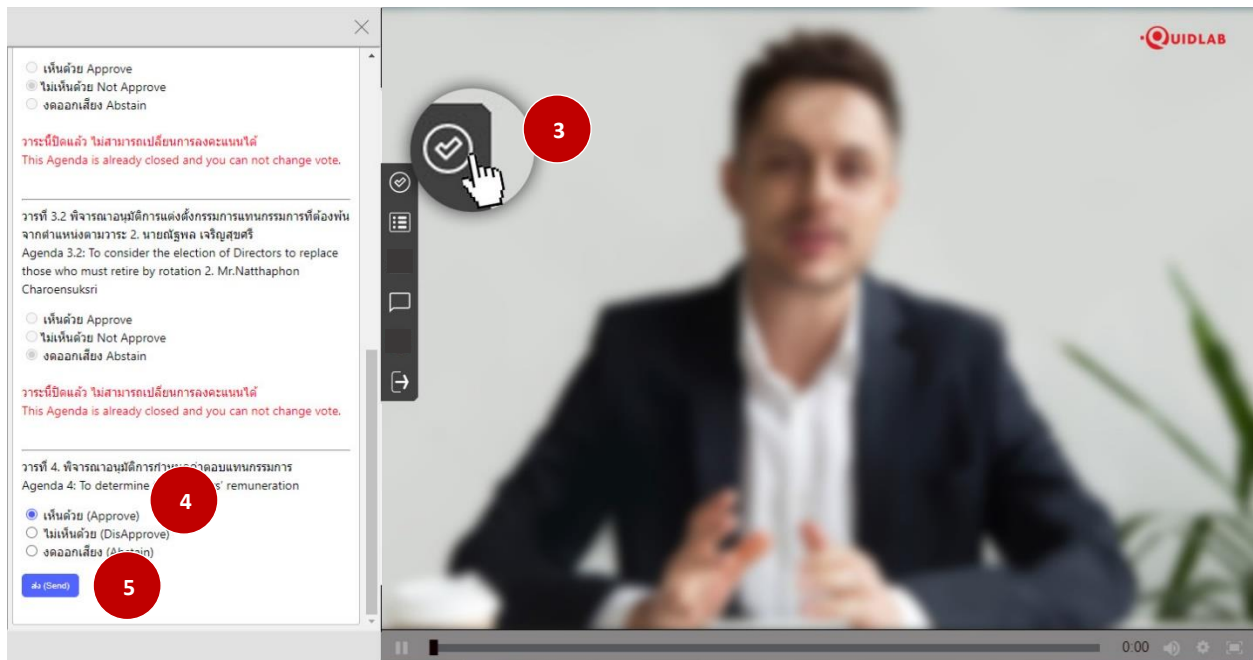 เห็นด้วย Approve
ไม่เห็นด้วย Not Approve
งดออกเสียง Abstain
วาระนี้ปิดแล้ว ไม่สามารถเปลี่ยนการลงคะแนนได้
This Agenda is already closed and you can not change vote.
วารที่ 3.2 พิจารณาอนุมัติการแต่งตั้งกรรมการแทนกรรมการที่ต้องพ้น
จากตำแหน่งตามวาระ 2. นายณัฐพล เจริญสุขศรี
Agenda 3.2: To consider the election of Directors to replace
those who must retire by rotation 2. Mr.Natthaphon
Charoensuksri
เห็นด้วย Approve
ไม่เห็นด้วย Not Approve
งดออกเสียง Abstain
วาระนี้ปิดแล้ว ไม่สามารถเปลี่ยนการลงคะแนนได้
This Agenda is already closed and you can not change vote.
วารที่ 4. พิจารณาอนุมัติการกำหนดค่าตอบแทนกรรมการ
Agenda 4: To determine remuneration
4
เห็นด้วย (Approve)
ไม่เห็นด้วย (DisApprove)
งดออกเสียง (Abstain)
ส่ง (Send)
5
3
QUIDLAB
0:00